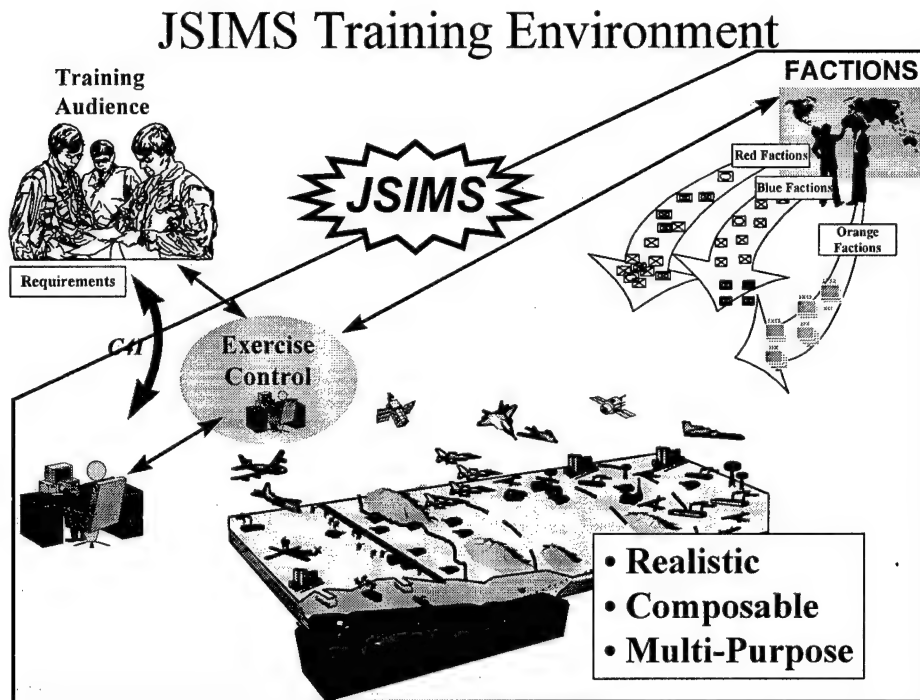 JSIMS Training Environment
Training
Audience
FACTIONS
JSIMS
Red Factions
Blue Factions
Orange
Factions
Requirements
C4I
Exercise
Control
• Realistic
• Composable
• Multi-Purpose